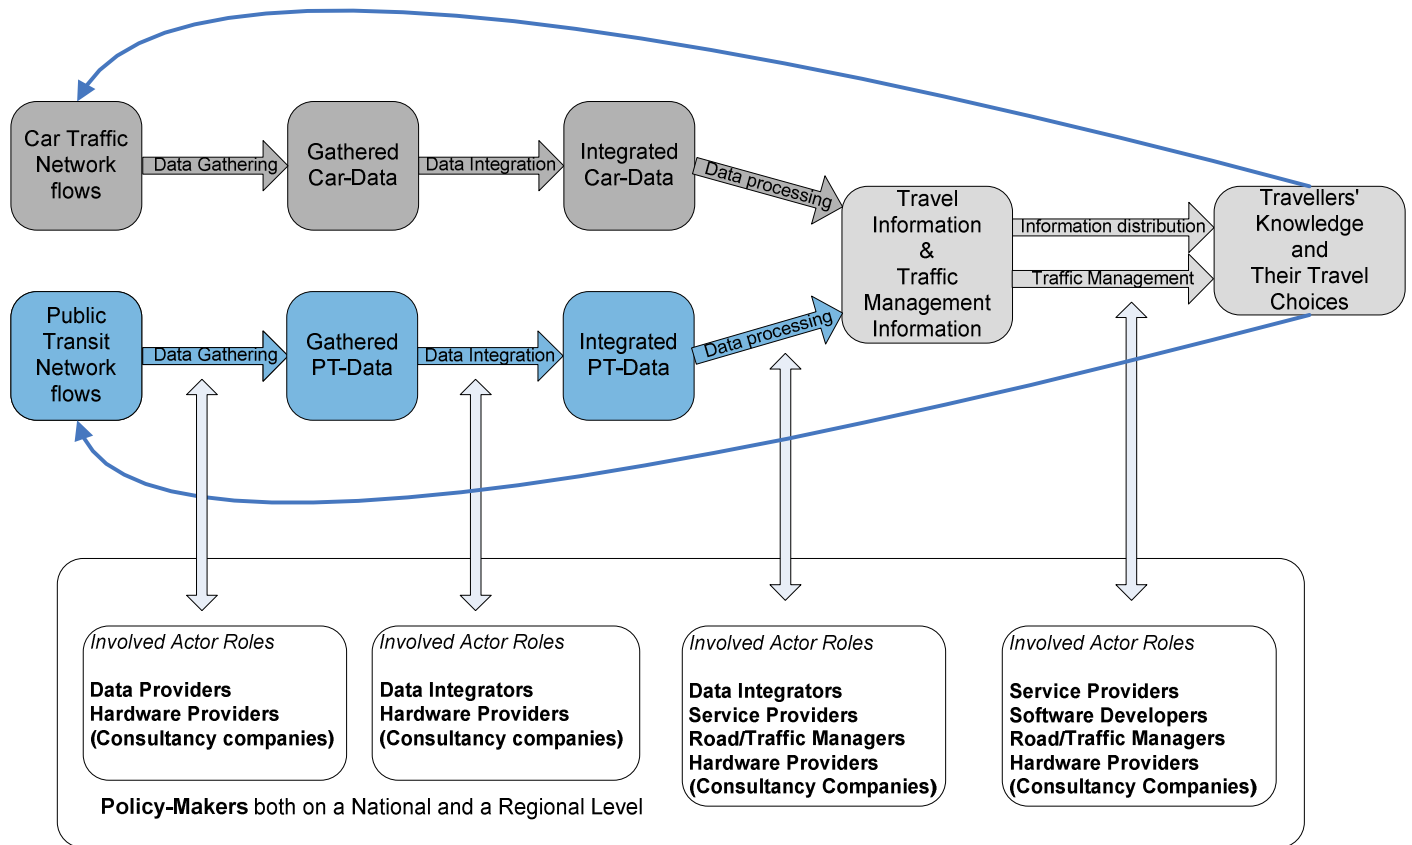 Car Traffic
Network
flows
Data Gathering
Gathered
Car-Data
Data Integration
Integrated
Car-Data
Data processing
Travel
Information
&
Traffic
Management
Information
Information distribution
Traffic Management
Travellers'
Knowledge
and
Their Travel
Choices
Public
Transit
Network
flows
Data Gathering
Gathered
PT-Data
Data Integration
Integrated
PT-Data
Data processing
Involved Actor Roles
Data Providers
Hardware Providers
(Consultancy companies)
Involved Actor Roles
Data Integrators
Hardware Providers
(Consultancy companies)
Involved Actor Roles
Data Integrators
Service Providers
Road/Traffic Managers
Hardware Providers
(Consultancy Companies)
Involved Actor Roles
Service Providers
Software Developers
Road/Traffic Managers
Hardware Providers
(Consultancy Companies)
Policy-Makers both on a National and a Regional Level